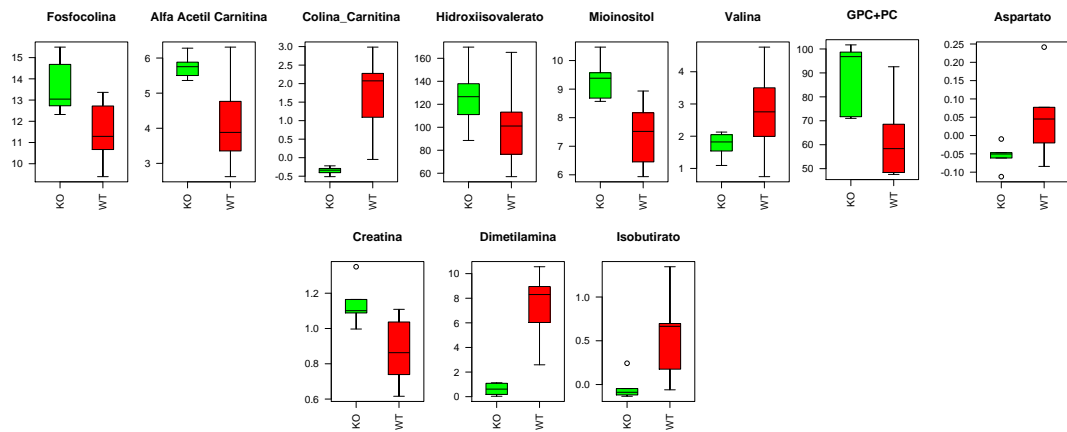 Fosfocolina
15
14
13
12
11
10
KO
WT
Alfa Acetil Carnitina
6
5
4
3
KO
WT
Colina_Carnitina
3.0
2.5
2.0
1.5
1.0
0.5
0.0
-0.5
KO
WT
Hidroxiisovalerato
160
140
120
100
80
60
KO
WT
Mioinositol
10
9
8
7
6
KO
WT
Valina
4
3
2
1
KO
WT
GPC+PC
100
90
80
70
60
50
KO
WT
Aspartato
0.25
0.20
0.15
0.10
0.05
0.00
-0.05
-0.10
KO
WT
Creatina
1.2
1.0
0.8
0.6
KO
WT
Dimetilamina
10
8
6
4
2
0
KO
WT
Isobutirato
1.0
0.5
0.0
KO
WT